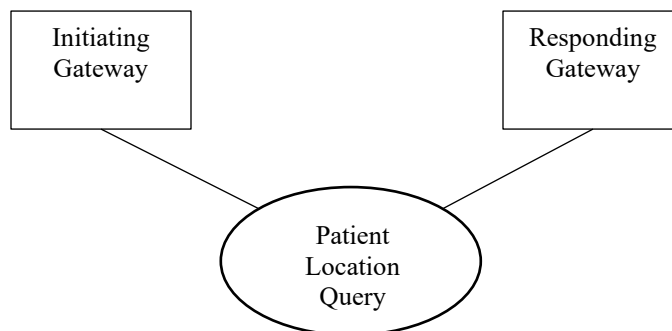 Initiating
Gateway
Responding
Gateway
Patient
Location
Query